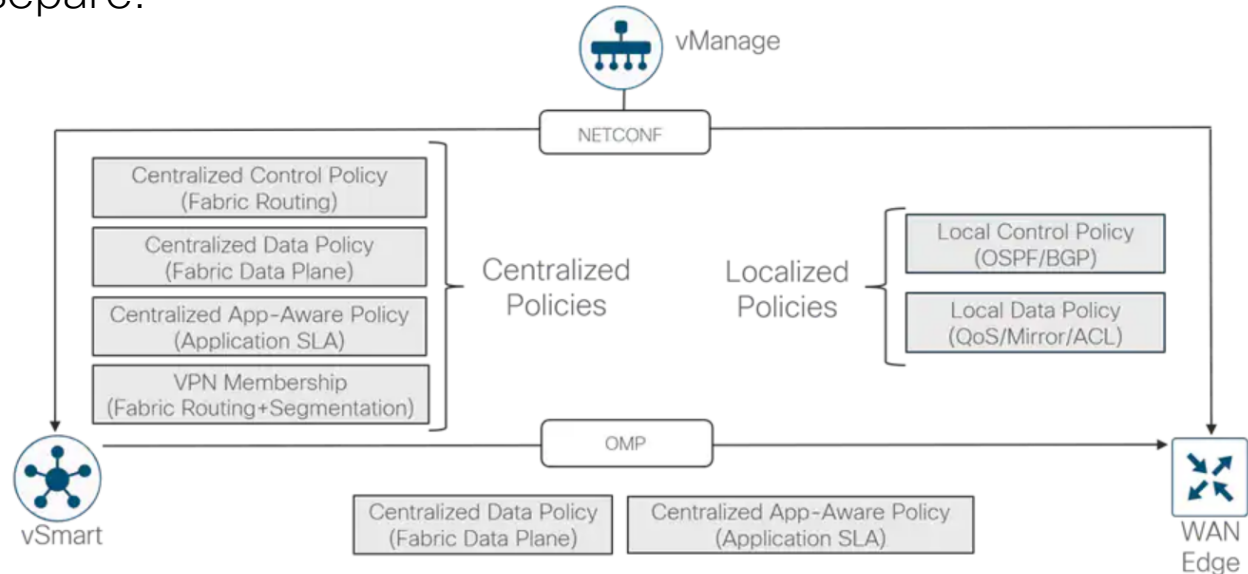 separe.
vManage
NETCONF
Centralized Control Policy
(Fabric Routing)
Centralized Data Policy
(Fabric Data Plane)
Centralized App-Aware Policy
(Application SLA)
VPN Membership
(Fabric Routing+Segmentation)
Centralized
Policies
Localized
Policies
Local Control Policy
(OSPF/BGP)
Local Data Policy
(QoS/Mirror/ACL)
OMP
vSmart
Centralized Data Policy
(Fabric Data Plane)
Centralized App-Aware Policy
(Application SLA)
WAN
Edge